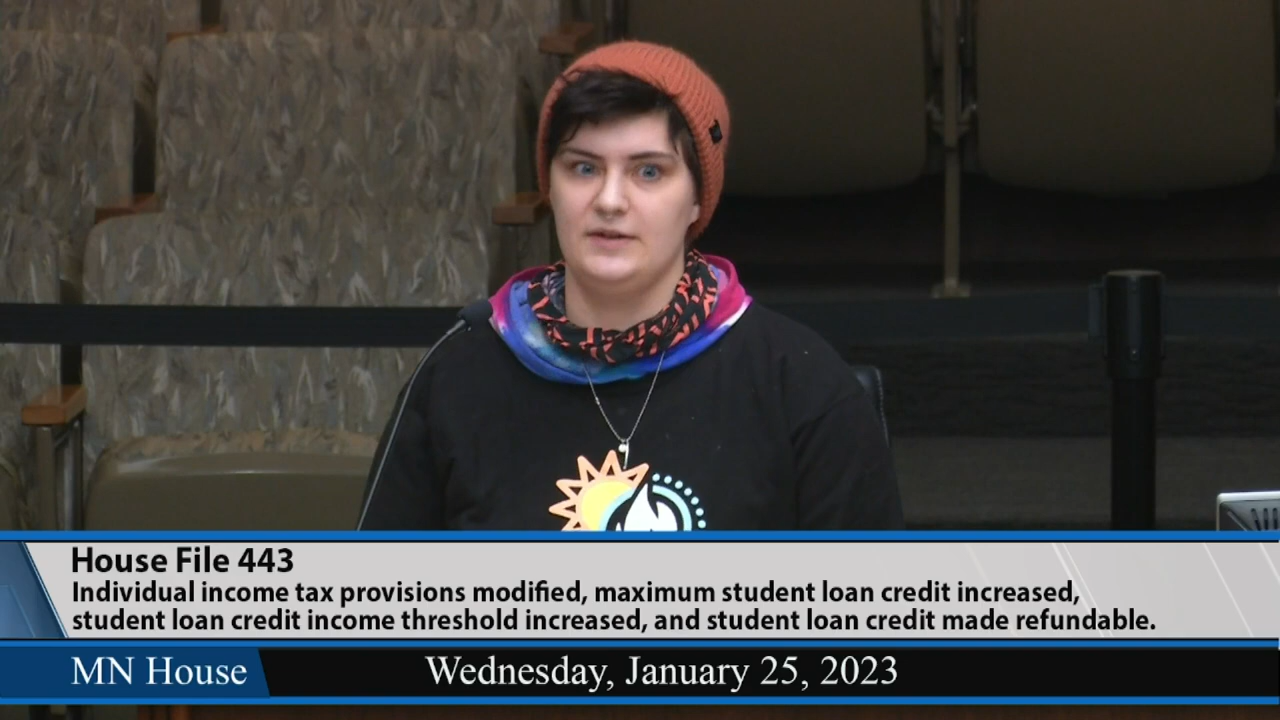 House File 443
Individual income tax provisions modified, maximum student loan credit increased,
student loan credit income threshold increased, and student loan credit made refundable.
MN House
Wednesday, January 25, 2023